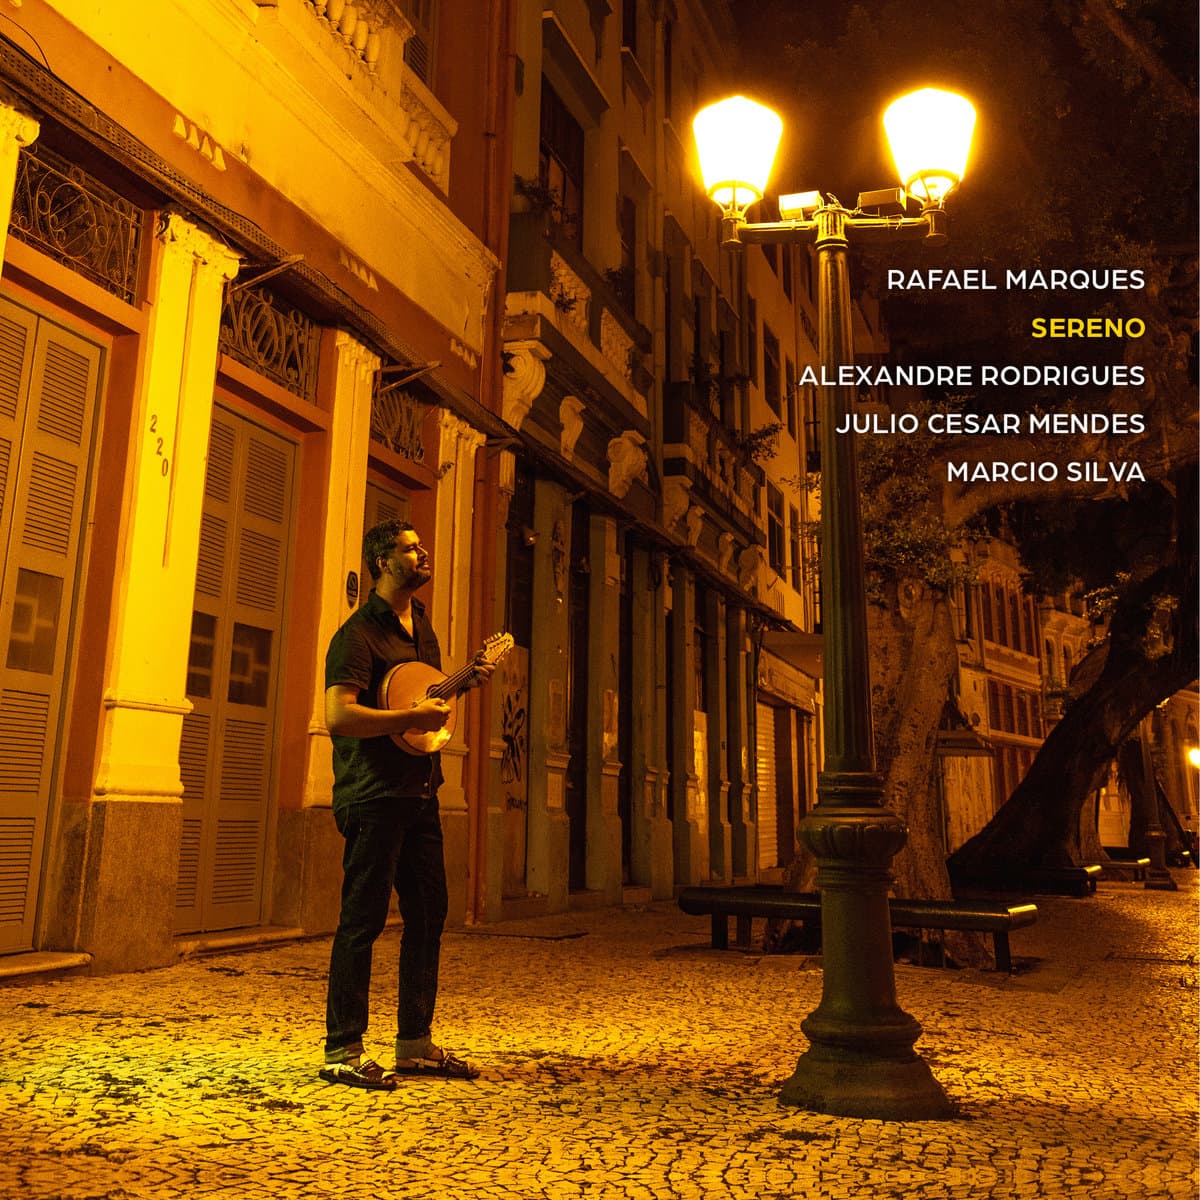 RAFAEL MARQUES
SERENO
ALEXANDRE RODRIGUES
JULIO CESAR MENDES
MARCIO SILVA
220